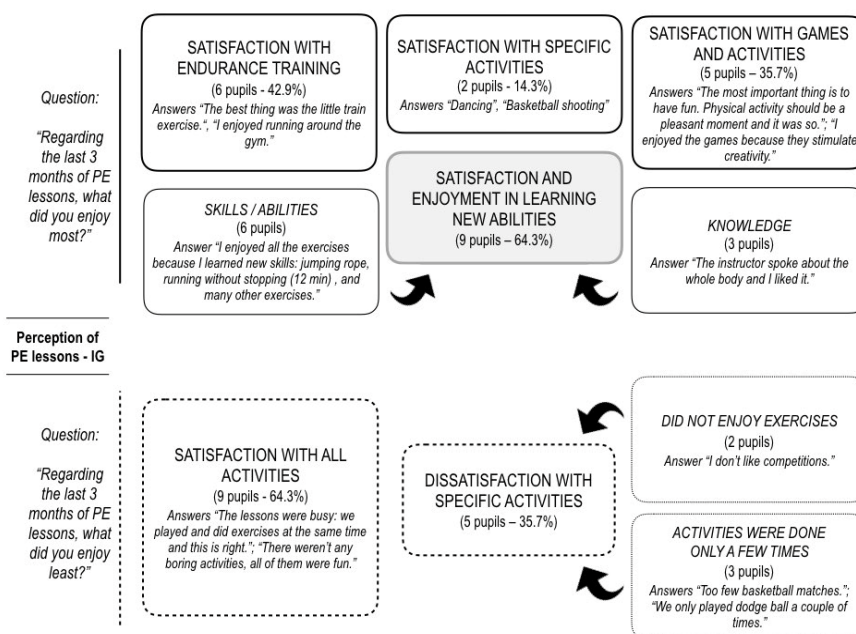 Question:
"Regarding
the last 3
months of PE
lessons, what
did you enjoy
most?"
SATISFACTION WITH
ENDURANCE TRAINING
(6 pupils - 42.9%)
Answers "The best thing was the little train
exercise.", "I enjoyed running around the
gym."
SATISFACTION WITH SPECIFIC
ACTIVITIES
(2 pupils - 14.3%)
Answers "Dancing", "Basketball shooting"
SATISFACTION WITH GAMES
AND ACTIVITIES
(5 pupils – 35.7%)
Answers "The most important thing is to
have fun. Physical activity should be a
pleasant moment and it was so."; "I
enjoyed the games because they stimulate
creativity."
SKILLS / ABILITIES
(6 pupils)
Answer "I enjoyed all the exercises
because I learned new skills: jumping rope,
running without stopping (12 min) , and
many other exercises."
SATISFACTION AND
ENJOYMENT IN LEARNING
NEW ABILITIES
(9 pupils – 64.3%)
KNOWLEDGE
(3 pupils)
Answer "The instructor spoke about the
whole body and I liked it."
Perception of
PE lessons - IG
Question:
"Regarding
the last 3
months of PE
lessons, what
did you enjoy
least?"
SATISFACTION WITH ALL
ACTIVITIES
(9 pupils - 64.3%)
Answers "The lessons were busy: we
played and did exercises at the same time
and this is right."; "There weren't any
boring activities, all of them were fun."
DISSATISFACTION WITH
SPECIFIC ACTIVITIES
(5 pupils – 35.7%)
DID NOT ENJOY EXERCISES
(2 pupils)
Answer "I don't like competitions."
ACTIVITIES WERE DONE
ONLY A FEW TIMES
(3 pupils)
Answers "Too few basketball matches.";
"We only played dodge ball a couple of
times."